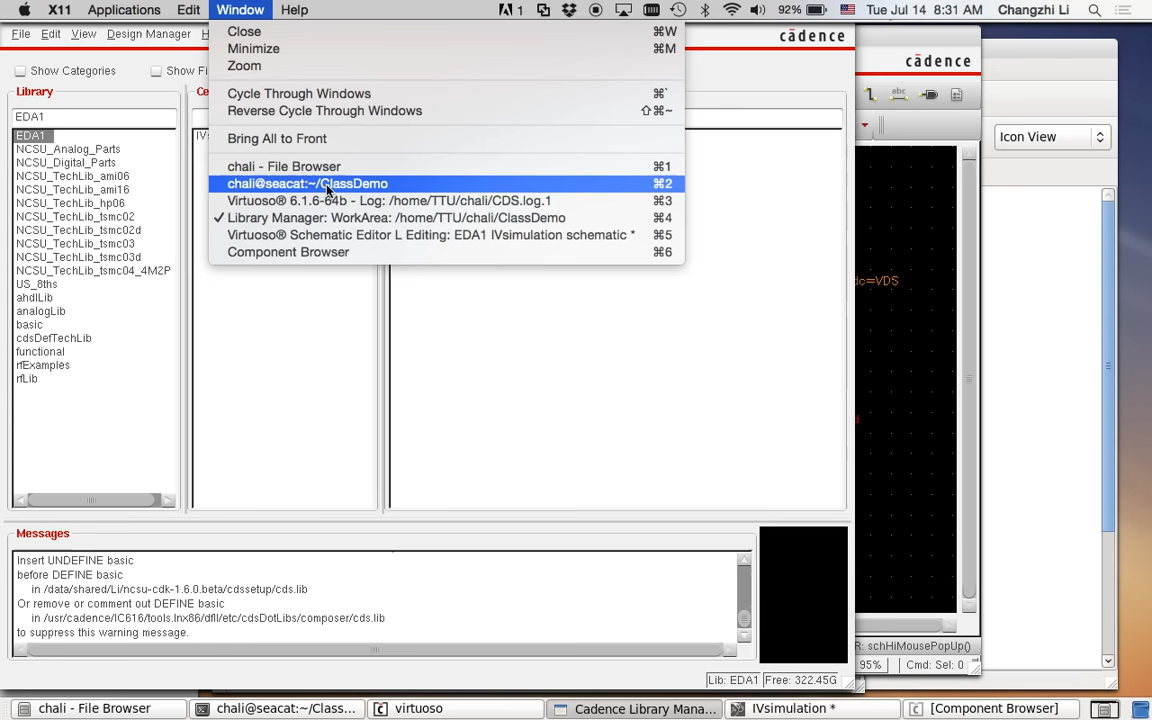 X11 Applications Edit Window Help 1 92% Tue Jul 14 8:31 AM Changzhi Li
File Edit View Design Manager H cādence
Close ⌘W
Minimize ⌘M
Zoom
Cycle Through Windows ⌘`
Reverse Cycle Through Windows ⇧⌘~
Bring All to Front
chali - File Browser ⌘1
chali@seacat:~/ClassDemo ⌘2
Virtuoso® 6.1.6-64b - Log: /home/TTU/chali/CDS.log.1 ⌘3
✓ Library Manager: WorkArea: /home/TTU/chali/ClassDemo ⌘4
Virtuoso® Schematic Editor L Editing: EDA1 IVsimulation schematic * ⌘5
Component Browser ⌘6
Show Categories Show Fi
Library
Ce
EDA1
EDA1
NCSU_Analog_Parts
NCSU_Digital_Parts
NCSU_TechLib_ami06
NCSU_TechLib_ami16
NCSU_TechLib_hp06
NCSU_TechLib_tsmc02
NCSU_TechLib_tsmc02d
NCSU_TechLib_tsmc03
NCSU_TechLib_tsmc03d
NCSU_TechLib_tsmc04_4M2P
US_8ths
ahdlLib
analogLib
basic
cdsDefTechLib
functional
rfExamples
rfLib
IVs
cādence
abc
Icon View
dc=VDS
Messages
Insert UNDEFINE basic
before DEFINE basic
in /data/shared/Li/ncsu-cdk-1.6.0.beta/cdssetup/cds.lib
Or remove or comment out DEFINE basic
in /usr/cadence/IC616/tools.lnx86/dfII/etc/cdsDotLibs/composer/cds.lib
to suppress this warning message.
Lib: EDA1 Free: 322.45G
R: schHiMousePopUp()
95% Cmd: Sel: 0
chali - File Browser
chali@seacat:~/Class...
virtuoso
Cadence Library Mana...
IVsimulation *
[Component Browser]